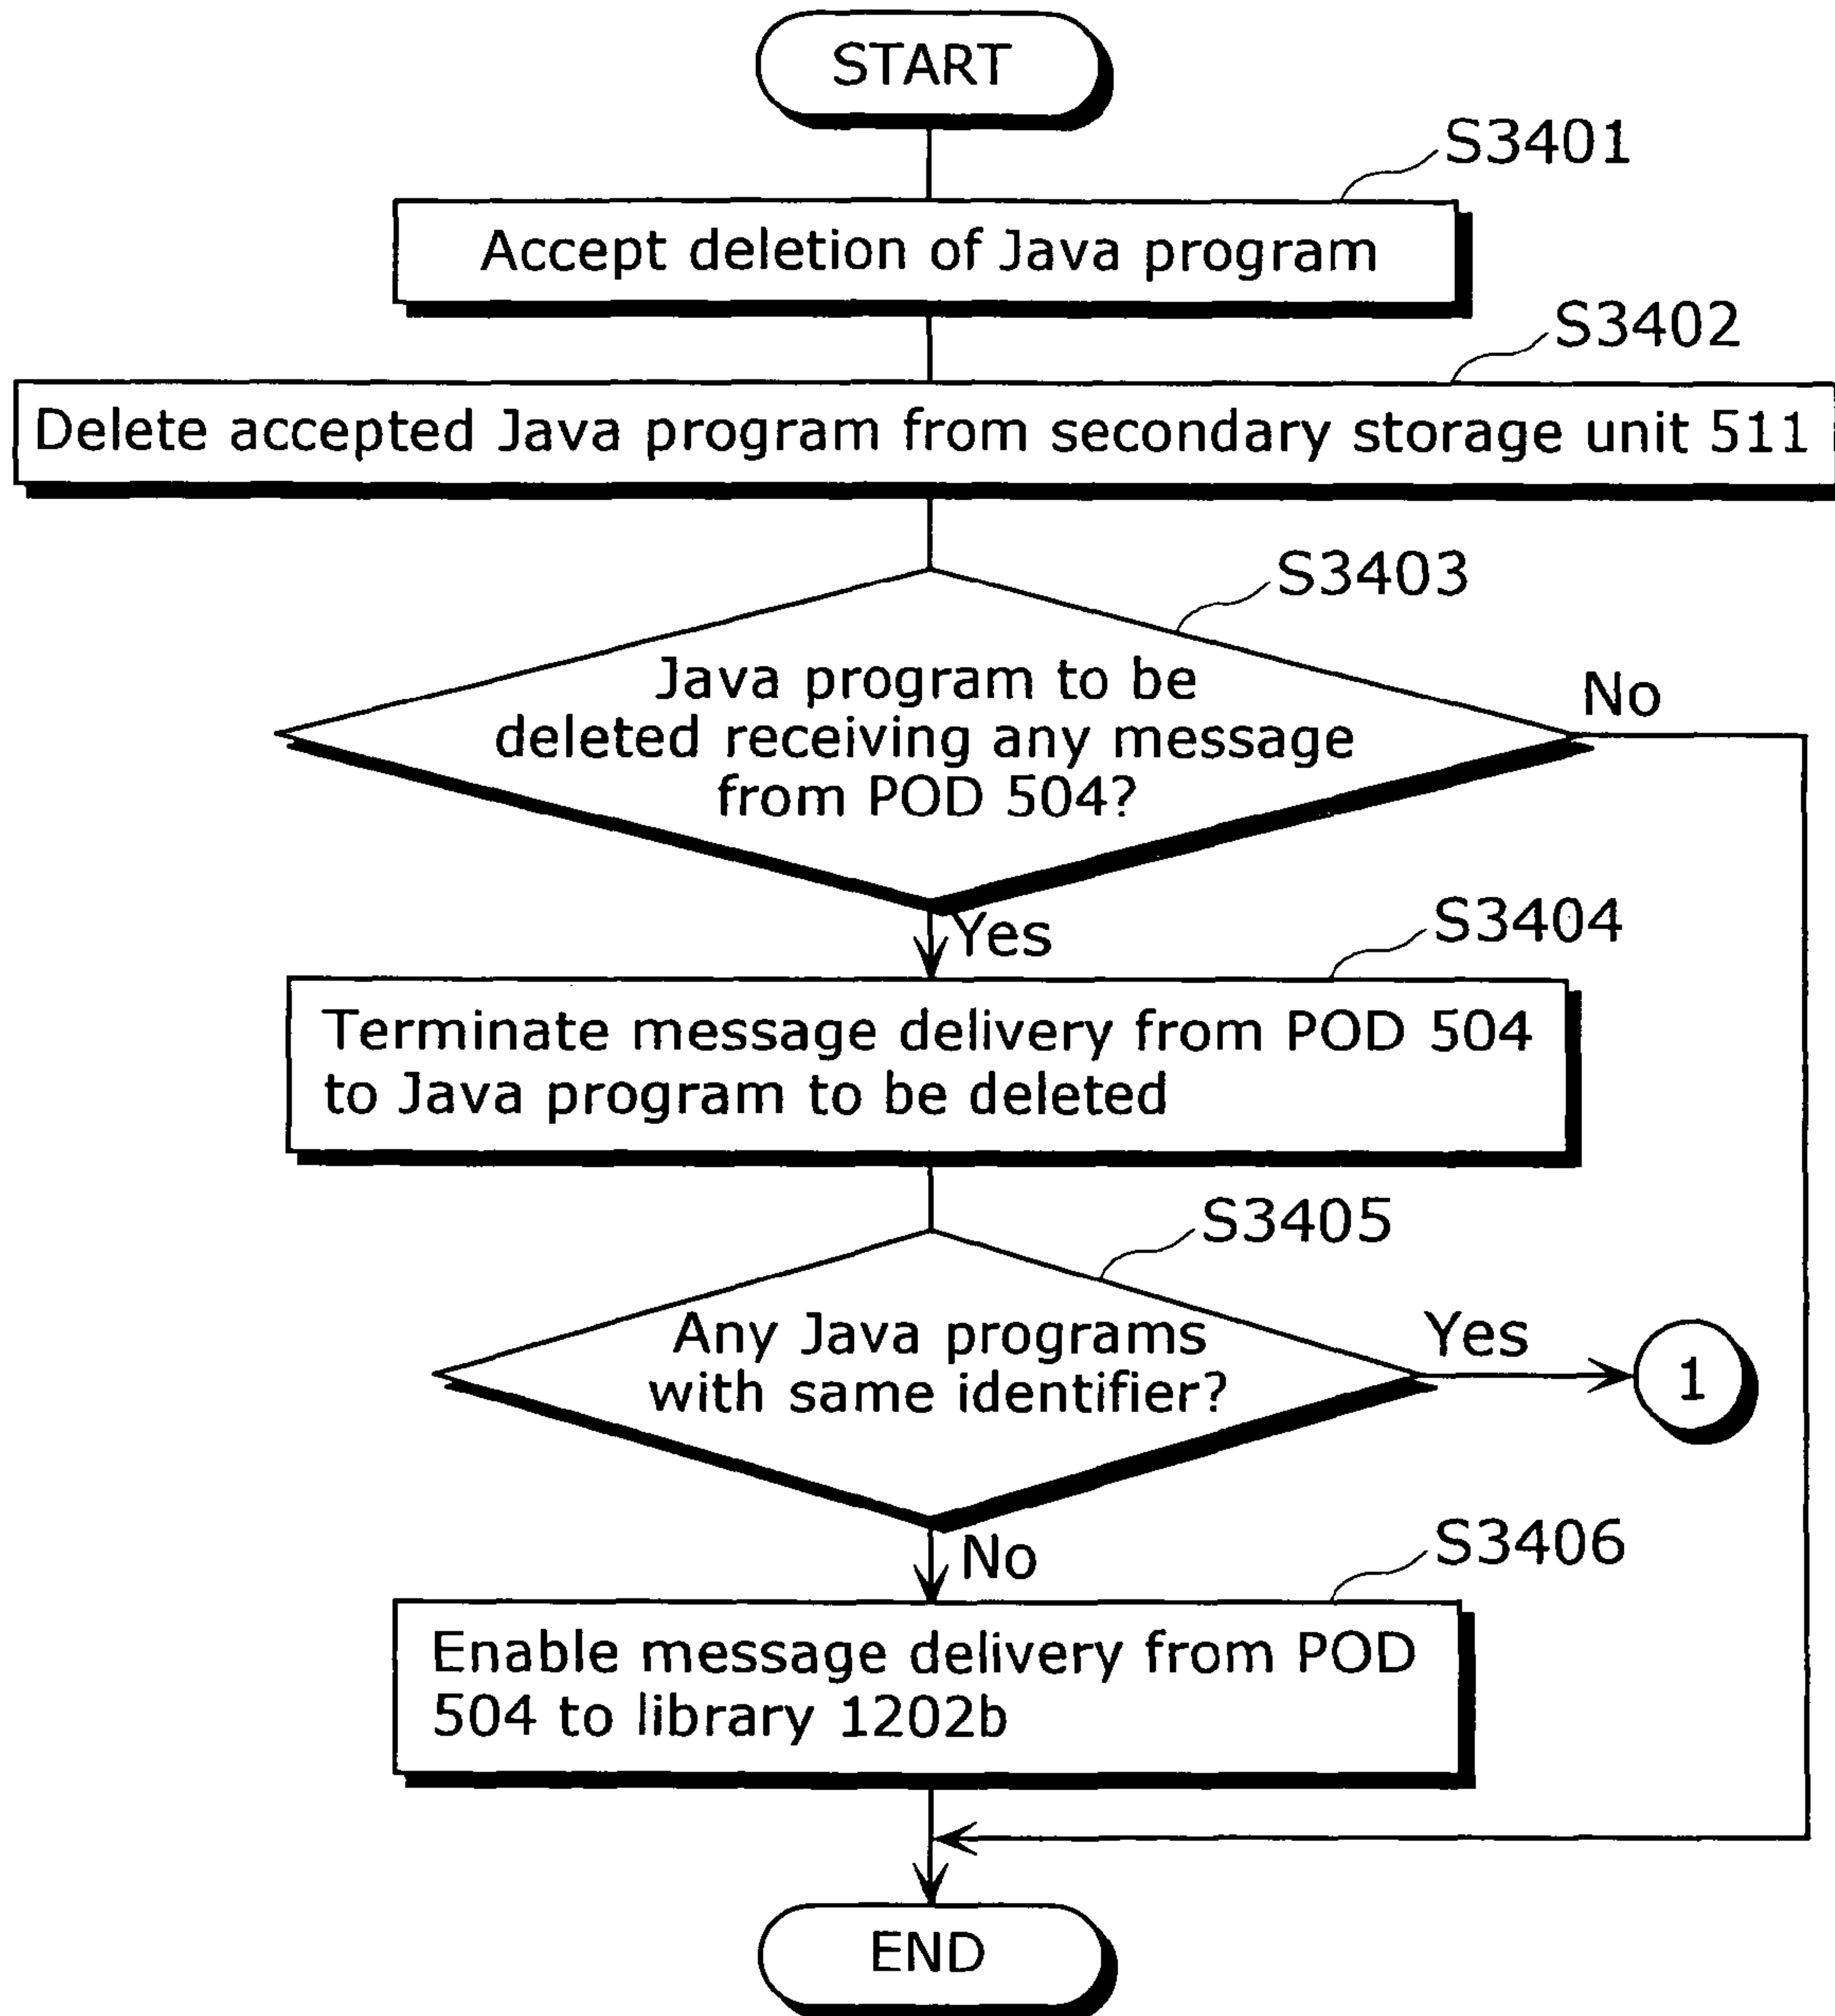 START
S3401
Accept deletion of Java program
S3402
Delete accepted Java program from secondary storage unit 511
S3403
Java program to be
deleted receiving any message
from POD 504?
No
Yes
S3404
Terminate message delivery from POD 504
to Java program to be deleted
S3405
Any Java programs
with same identifier?
Yes
1
No
S3406
Enable message delivery from POD
504 to library 1202b
END